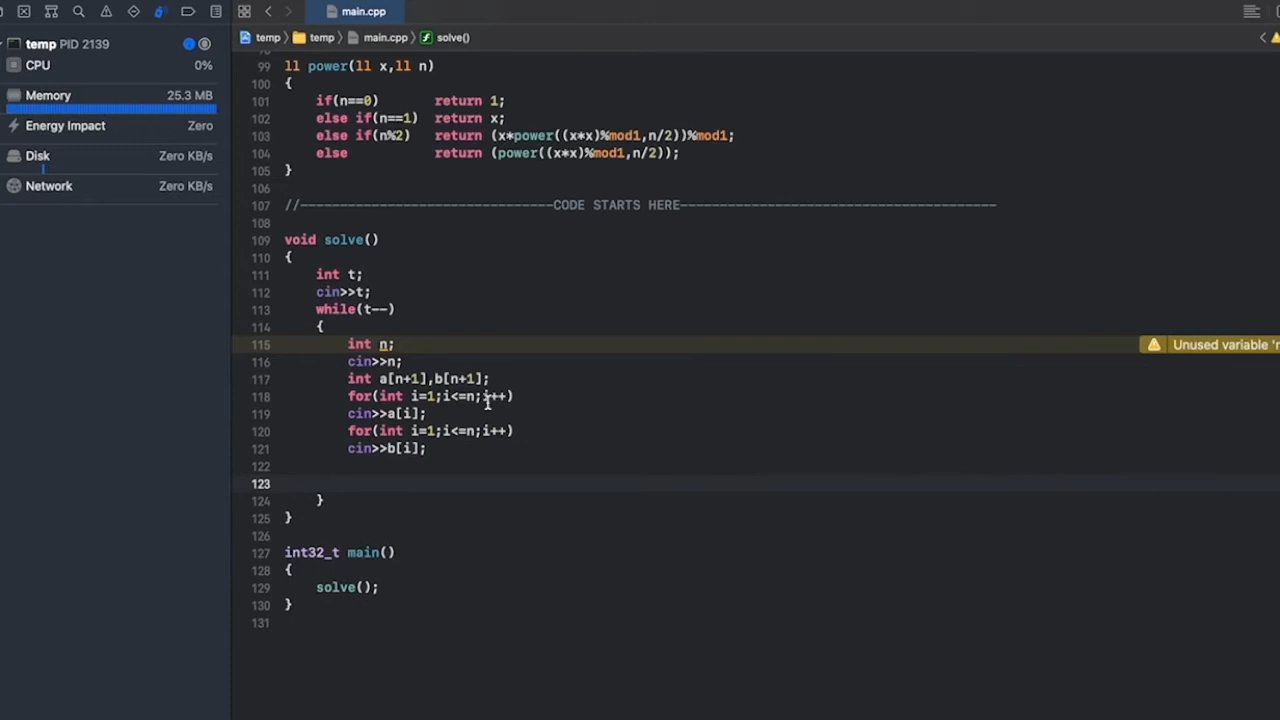 main.cpp
temp
temp
main.cpp
solve()
temp PID 2139
CPU 0%
Memory 25.3 MB
Energy Impact Zero
Disk Zero KB/s
Network Zero KB/s
99 ll power(ll x,ll n)
100 {
101 if(n==0) return 1;
102 else if(n==1) return x;
103 else if(n%2) return (x*power((x*x)%mod1,n/2))%mod1;
104 else return (power((x*x)%mod1,n/2));
105 }
106
107 //--------------------------------CODE STARTS HERE----------------------------------------
108
109 void solve()
110 {
111 int t;
112 cin>>t;
113 while(t--)
114 {
115 int n; Unused variable 'n
116 cin>>n;
117 int a[n+1],b[n+1];
118 for(int i=1;i<=n;i++)
119 cin>>a[i];
120 for(int i=1;i<=n;i++)
121 cin>>b[i];
122
123
124 }
125 }
126
127 int32_t main()
128 {
129 solve();
130 }
131